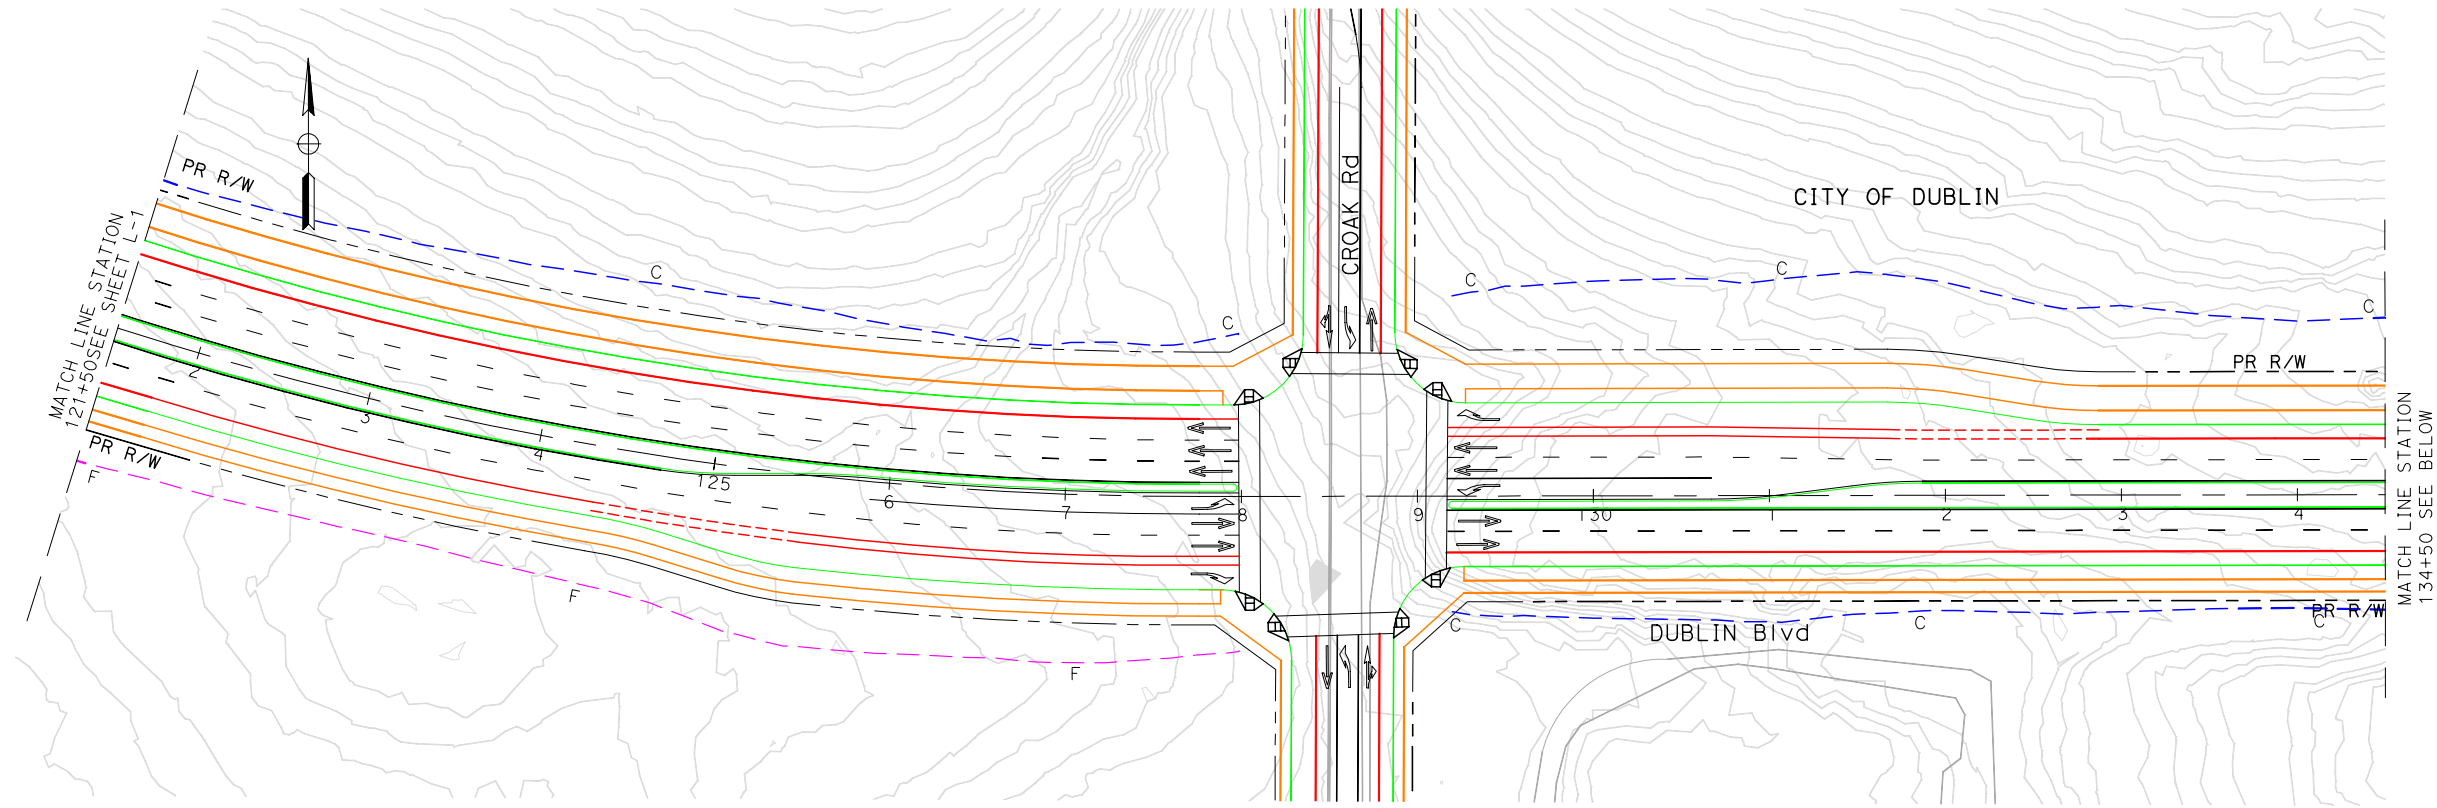 PR R/W
MATCH LINE STATION
121+50SEE SHEET L-1
PR R/W
C
C
F
F
F
2
3
4
125
6
7
8
9
130
1
2
3
4
CROAK Rd
CITY OF DUBLIN
C
C
C
PR R/W
MATCH LINE STATION
134+50 SEE BELOW
PR R/W
C
C
C
DUBLIN Blvd